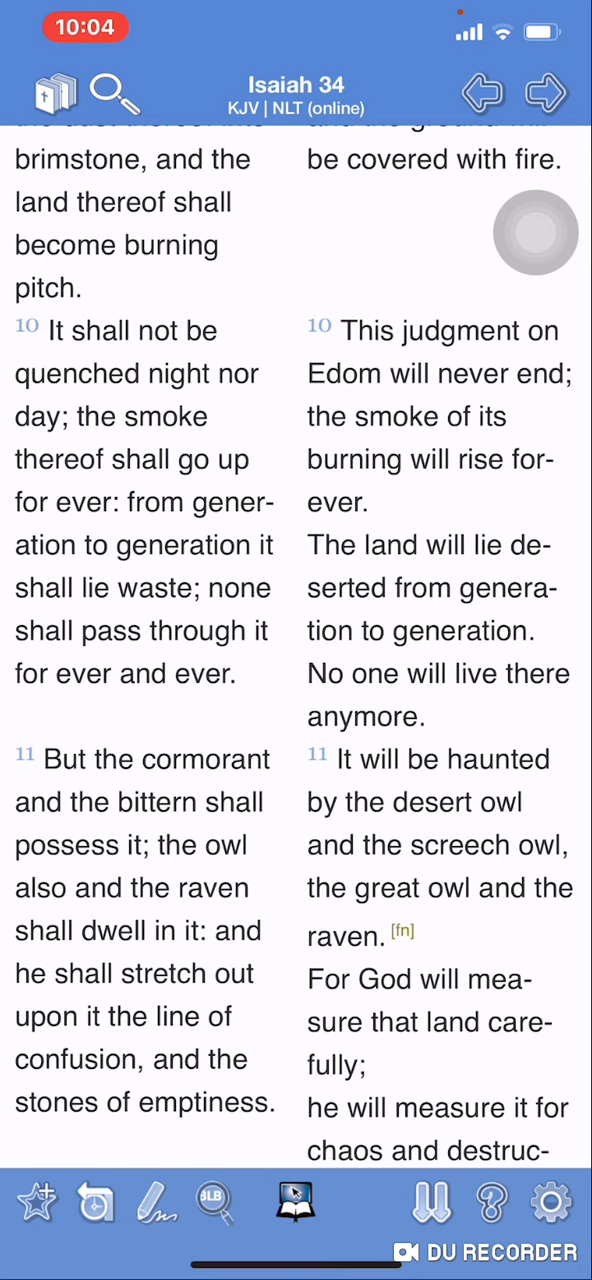 10:04
Isaiah 34
KJV | NLT (online)
brimstone, and the
land thereof shall
become burning
pitch.
10 It shall not be
quenched night nor
day; the smoke
thereof shall go up
for ever: from gener-
ation to generation it
shall lie waste; none
shall pass through it
for ever and ever.
11 But the cormorant
and the bittern shall
possess it; the owl
also and the raven
shall dwell in it: and
he shall stretch out
upon it the line of
confusion, and the
stones of emptiness.
be covered with fire.
10 This judgment on
Edom will never end;
the smoke of its
burning will rise for-
ever.
The land will lie de-
serted from genera-
tion to generation.
No one will live there
anymore.
11 It will be haunted
by the desert owl
and the screech owl,
the great owl and the
raven. [fn]
For God will mea-
sure that land care-
fully;
he will measure it for
chaos and destruc-
BLB
DU RECORDER